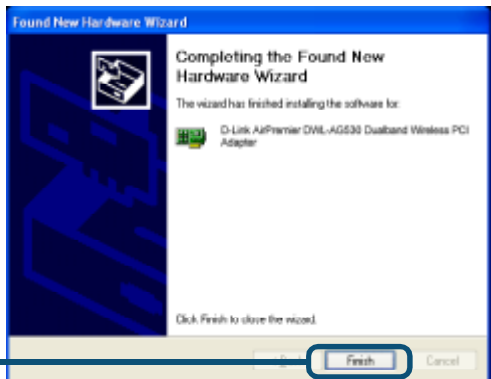 Found New Hardware Wizard
Completing the Found New
Hardware Wizard
The wizard has finished installing the software for:
D-Link AirPremier DWL-AG530 Dualband Wireless PCI
Adapter
Click Finish to close the wizard.
Finish Cancel